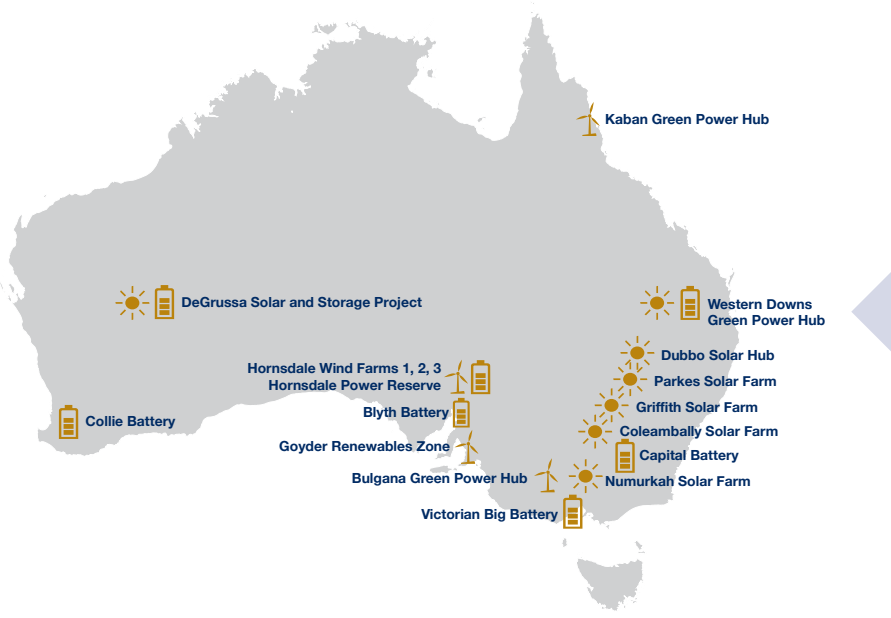 Kaban Green Power Hub
DeGrussa Solar and Storage Project
Western Downs
Green Power Hub
Dubbo Solar Hub
Hornsdale Wind Farms 1, 2, 3
Hornsdale Power Reserve
Parkes Solar Farm
Griffith Solar Farm
Blyth Battery
Collie Battery
Coleambally Solar Farm
Goyder Renewables Zone
Capital Battery
Bulgana Green Power Hub
Numurkah Solar Farm
Victorian Big Battery